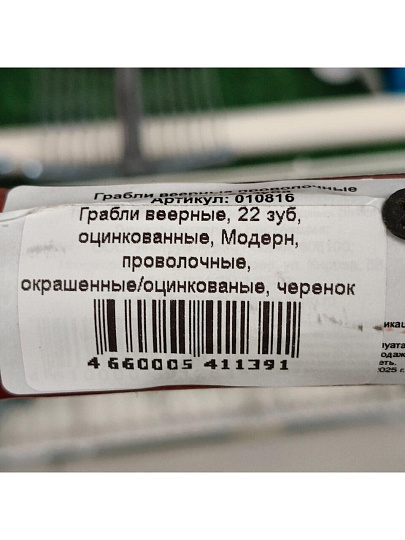 Грабли веерные проволочные
Артикул: 010816
Грабли веерные, 22 зуб,
оцинкованные, Модерн,
проволочные,
окрашенные/оцинкованые, черенок
4 660005 411391